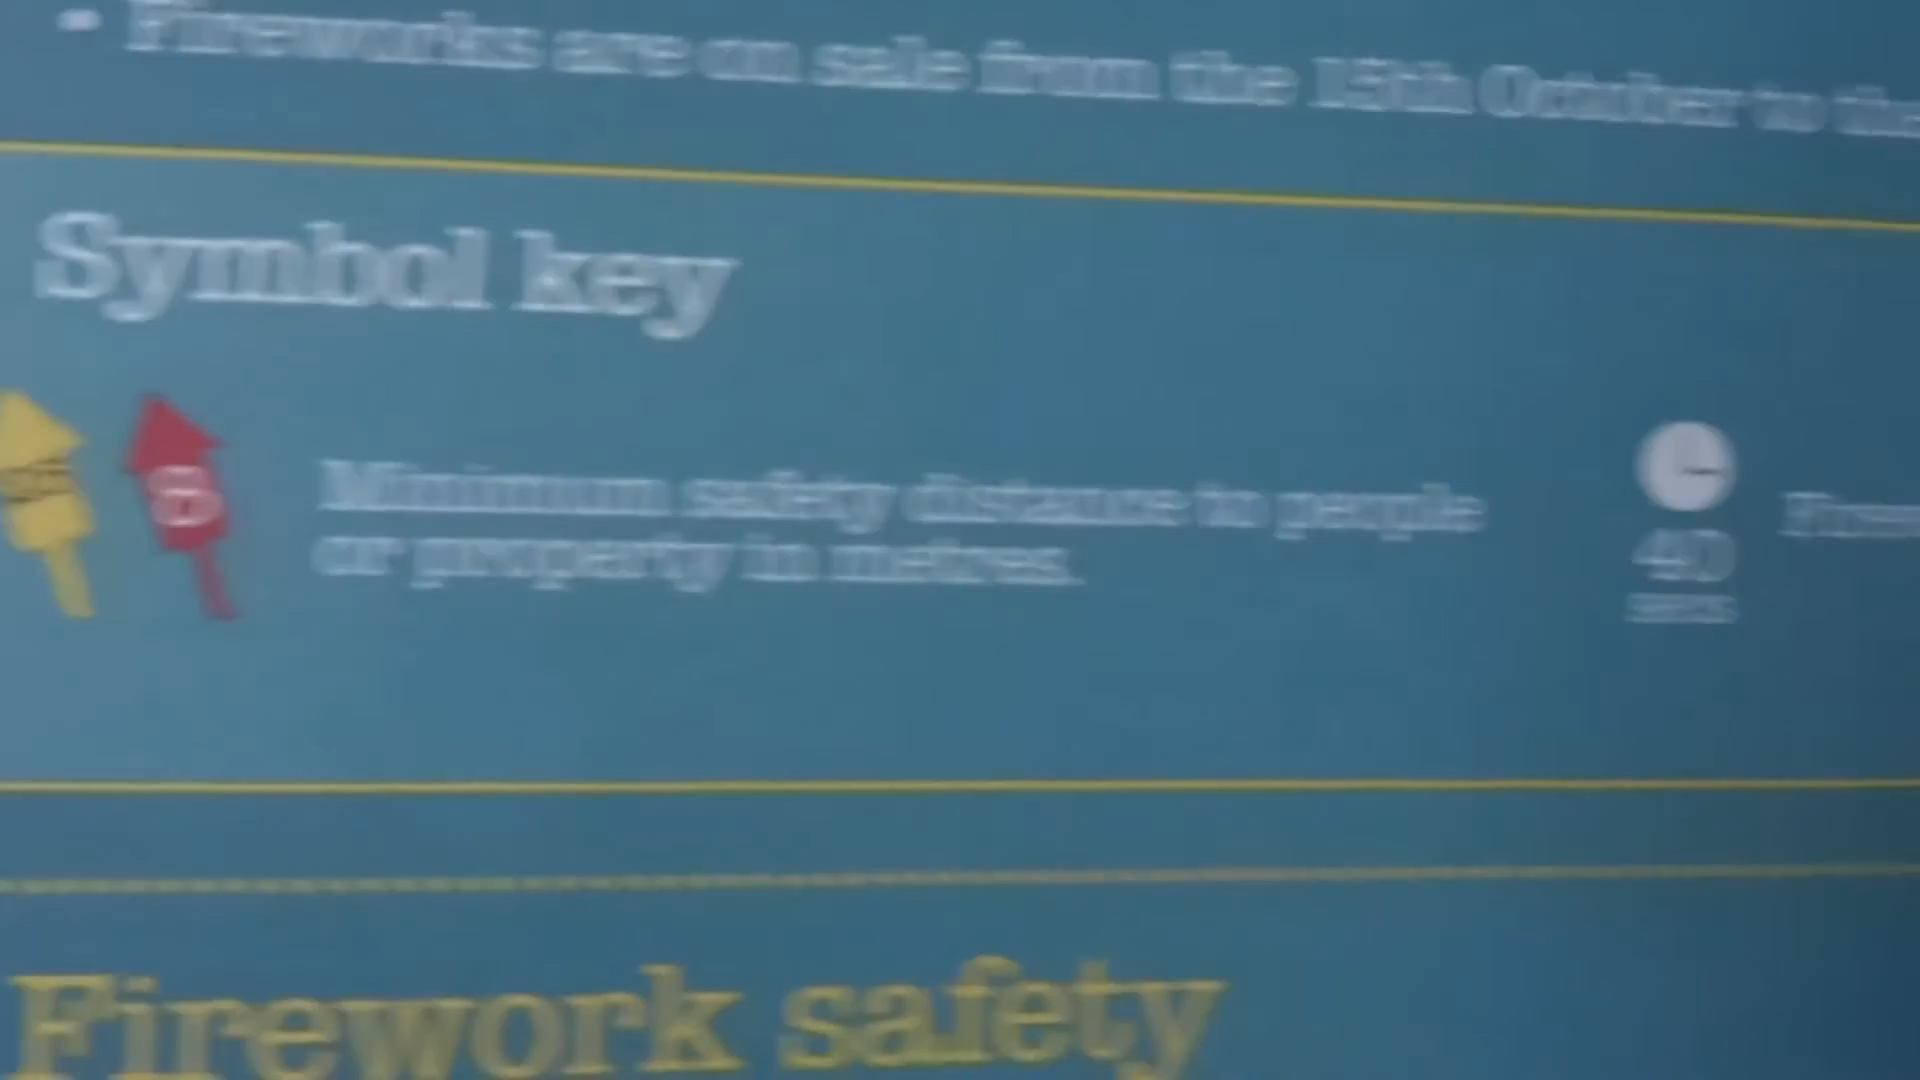 Fireworks are on sale from the 15th October to the
Symbol key
Minimum safety distance to people
or property in metres.
40
secs
Firework safety